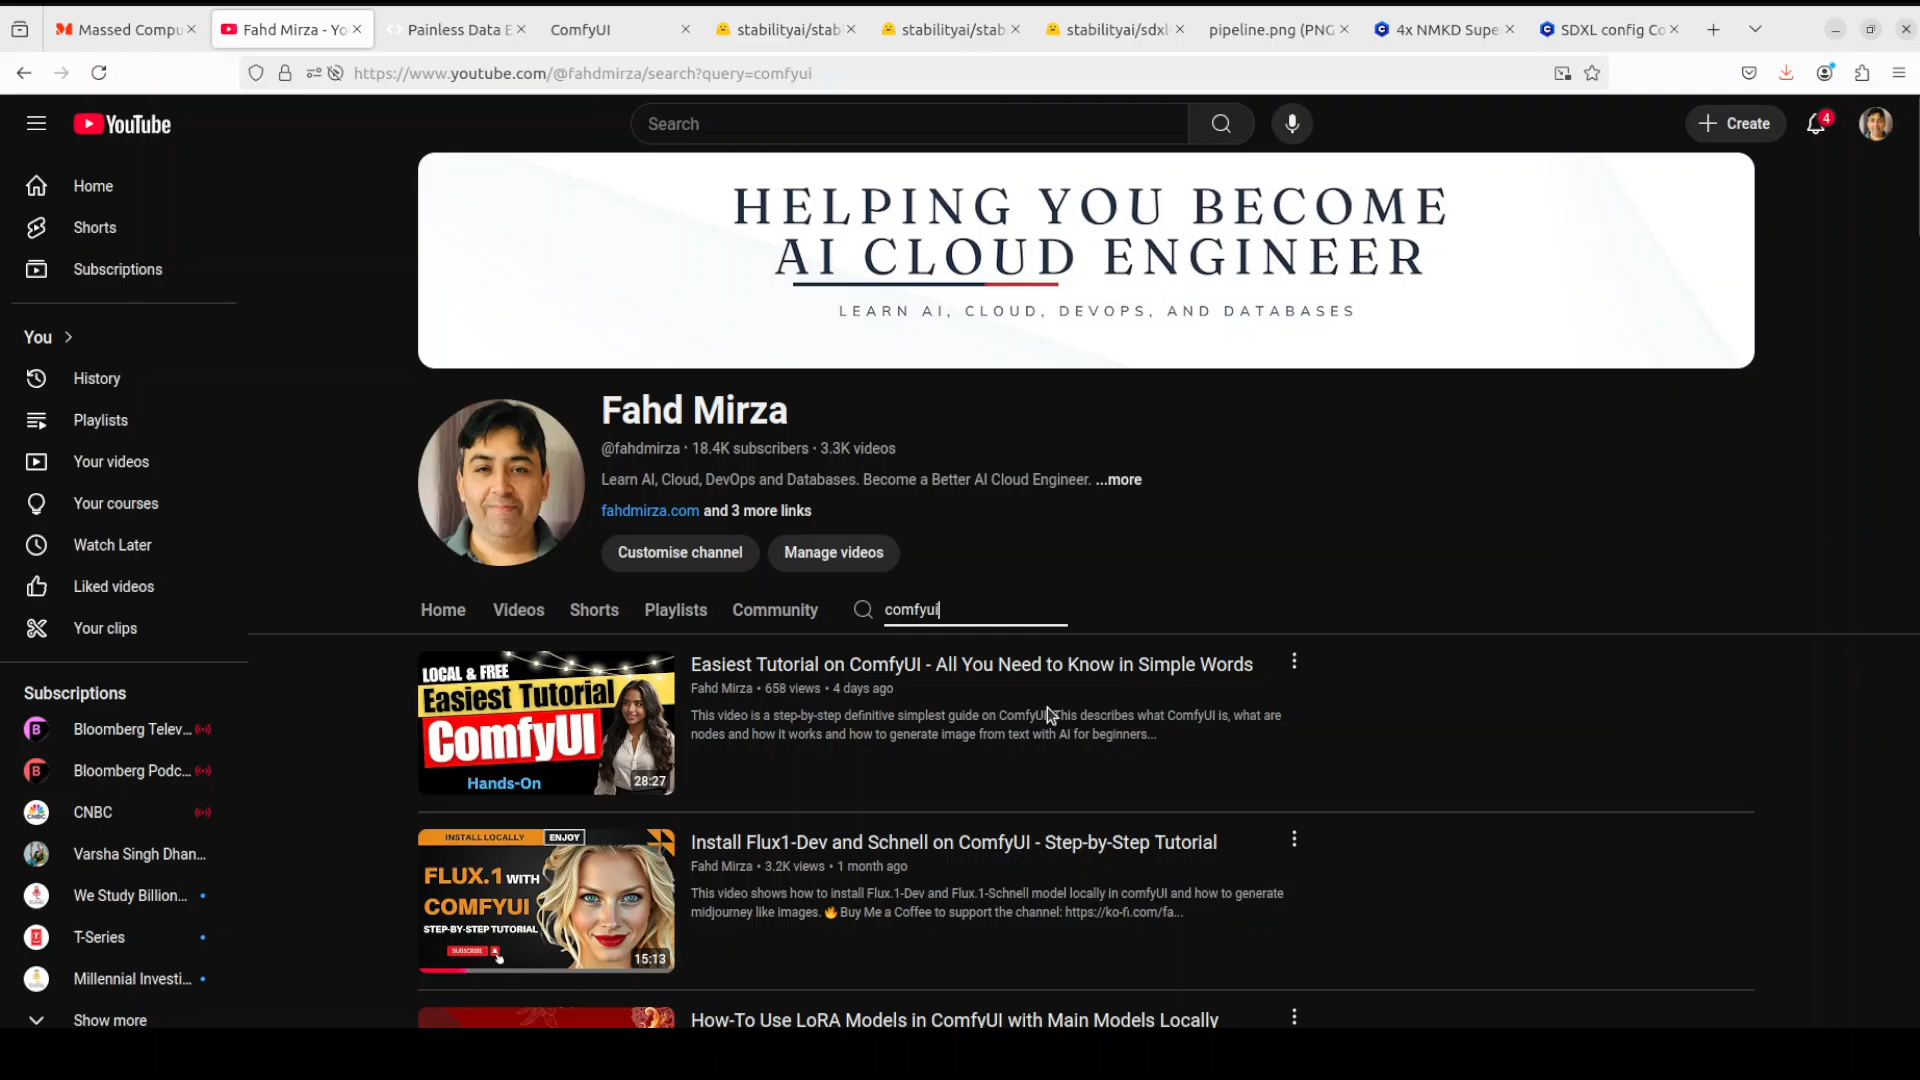 Massed Compu
Fahd Mirza - Yo
Painless Data E
ComfyUI
stabilityai/stab
stabilityai/stab
stabilityai/sdxl
pipeline.png (PNG
4x NMKD Supe
SDXL config Co
https://www.youtube.com/@fahdmirza/search?query=comfyui
YouTube
Search
Create
4
Home
Shorts
Subscriptions
You
History
Playlists
Your videos
Your courses
Watch Later
Liked videos
Your clips
Subscriptions
Bloomberg Telev...
Bloomberg Podc...
CNBC
Varsha Singh Dhan...
We Study Billion...
T-Series
Millennial Investi...
Show more
HELPING YOU BECOME
AI CLOUD ENGINEER
LEARN AI, CLOUD, DEVOPS, AND DATABASES
Fahd Mirza
@fahdmirza • 18.4K subscribers • 3.3K videos
Learn AI, Cloud, DevOps and Databases. Become a Better AI Cloud Engineer. ...more
fahdmirza.com and 3 more links
Customise channel
Manage videos
Home Videos Shorts Playlists Community comfyui
LOCAL & FREE
Easiest Tutorial
ComfyUI
Hands-On
28:27
Easiest Tutorial on ComfyUI - All You Need to Know in Simple Words
Fahd Mirza • 658 views • 4 days ago
This video is a step-by-step definitive simplest guide on ComfyUI. This describes what ComfyUI is, what are
nodes and how it works and how to generate image from text with AI for beginners...
INSTALL LOCALLY ENJOY
FLUX.1 WITH
COMFYUI
STEP-BY-STEP TUTORIAL
SUBSCRIBE
15:13
Install Flux1-Dev and Schnell on ComfyUI - Step-by-Step Tutorial
Fahd Mirza • 3.2K views • 1 month ago
This video shows how to install Flux.1-Dev and Flux.1-Schnell model locally in comfyUI and how to generate
midjourney like images. 🔥 Buy Me a Coffee to support the channel: https://ko-fi.com/fa...
How-To Use LoRA Models in ComfyUI with Main Models Locally